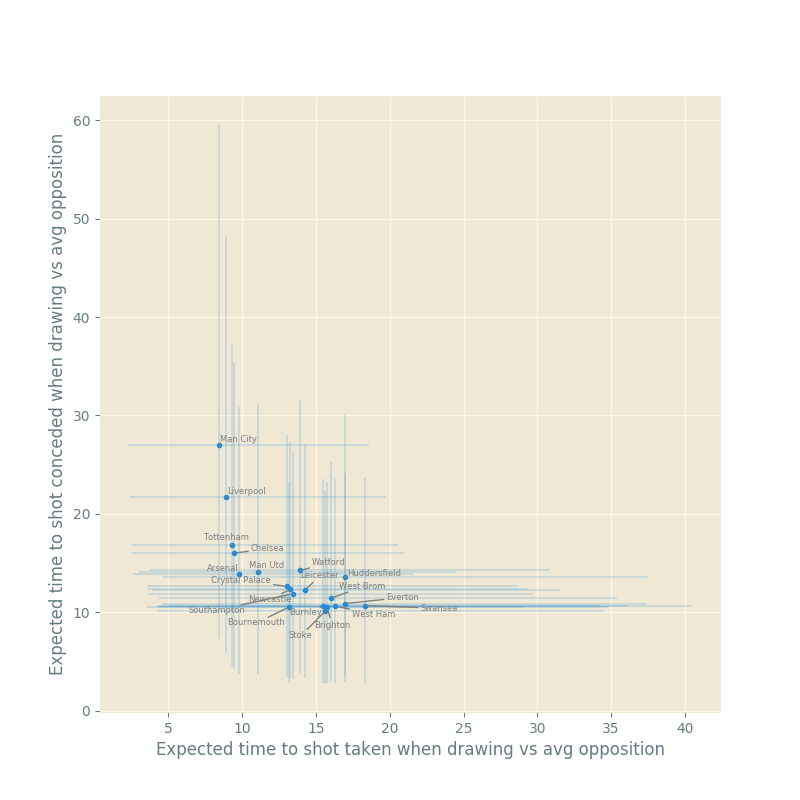 60
50
40
30
20
10
0
Expected time to shot conceded when drawing vs avg opposition
Man City
Liverpool
Tottenham
Chelsea
Watford
Arsenal
Man Utd
Huddersfield
Leicester
Crystal Palace
West Brom
Newcastle
Everton
Southampton
Burnley
Swansea
West Ham
Bournemouth
Brighton
Stoke
5 10 15 20 25 30 35 40
Expected time to shot taken when drawing vs avg opposition